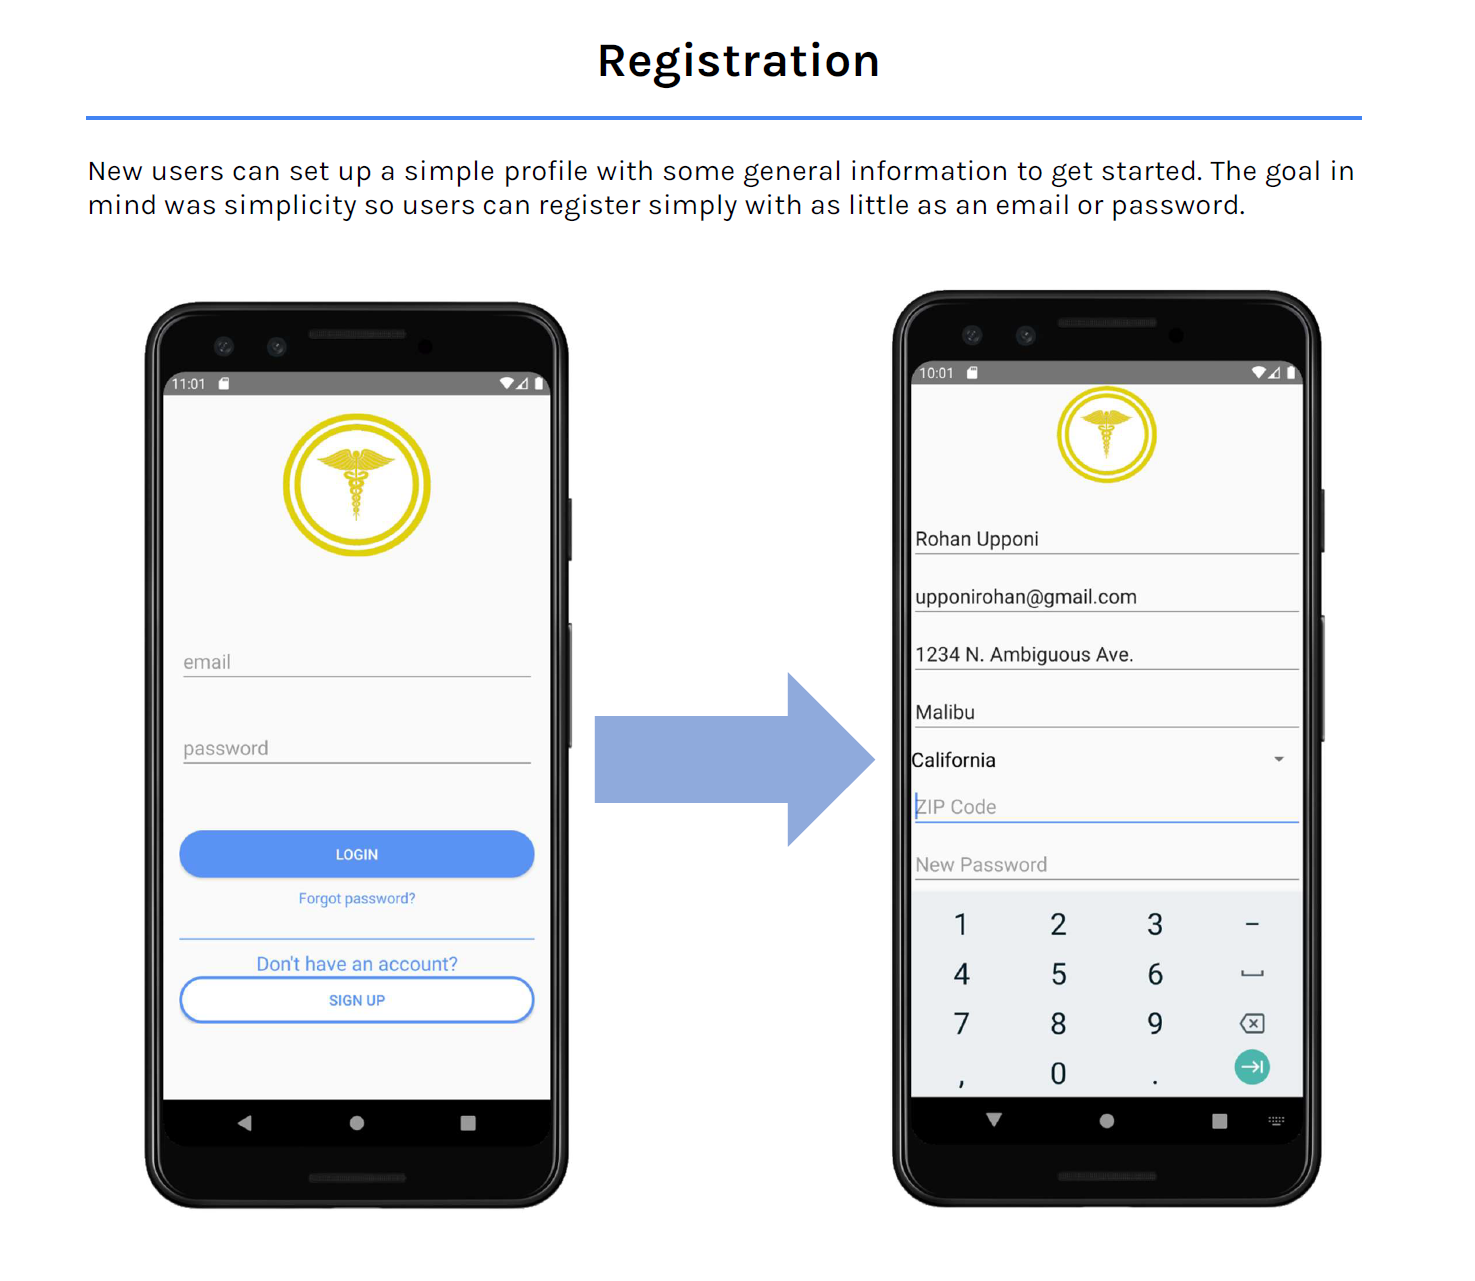 Registration
New users can set up a simple profile with some general information to get started. The goal in
mind was simplicity so users can register simply with as little as an email or password.
11:01
email
password
LOGIN
Forgot password?
Don't have an account?
SIGN UP
10:01
Rohan Upponi
upponirohan@gmail.com
1234 N. Ambiguous Ave.
Malibu
California
ZIP Code
New Password
1 2 3 –
4 5 6
7 8 9
, 0 .